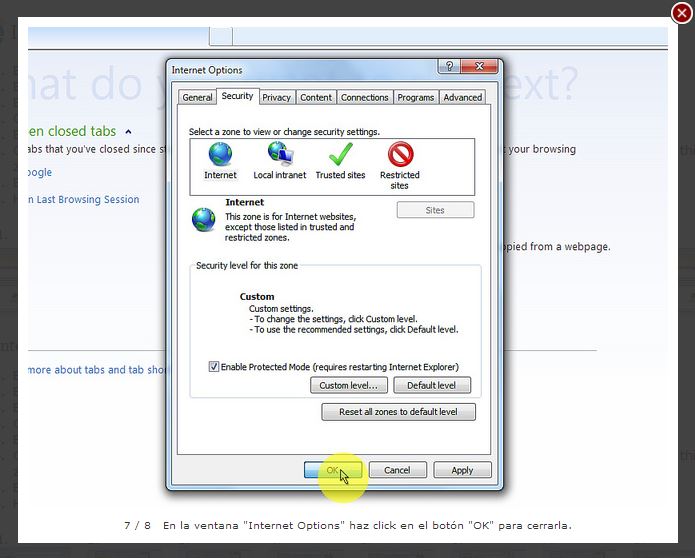 hat do y
ext?
Internet Options
General Security Privacy Content Connections Programs Advanced
en closed tabs
abs that you've closed since st
your browsing
Select a zone to view or change security settings.
Internet Local intranet Trusted sites Restricted
sites
oogle
n Last Browsing Session
Internet
Sites
This zone is for Internet websites,
except those listed in trusted and
restricted zones.
opied from a webpage.
Security level for this zone
Custom
Custom settings.
- To change the settings, click Custom level.
- To use the recommended settings, click Default level.
more about tabs and tab shor
Enable Protected Mode (requires restarting Internet Explorer)
Custom level... Default level
Reset all zones to default level
OK Cancel Apply
7 / 8 En la ventana "Internet Options" haz click en el botón "OK" para cerrarla.